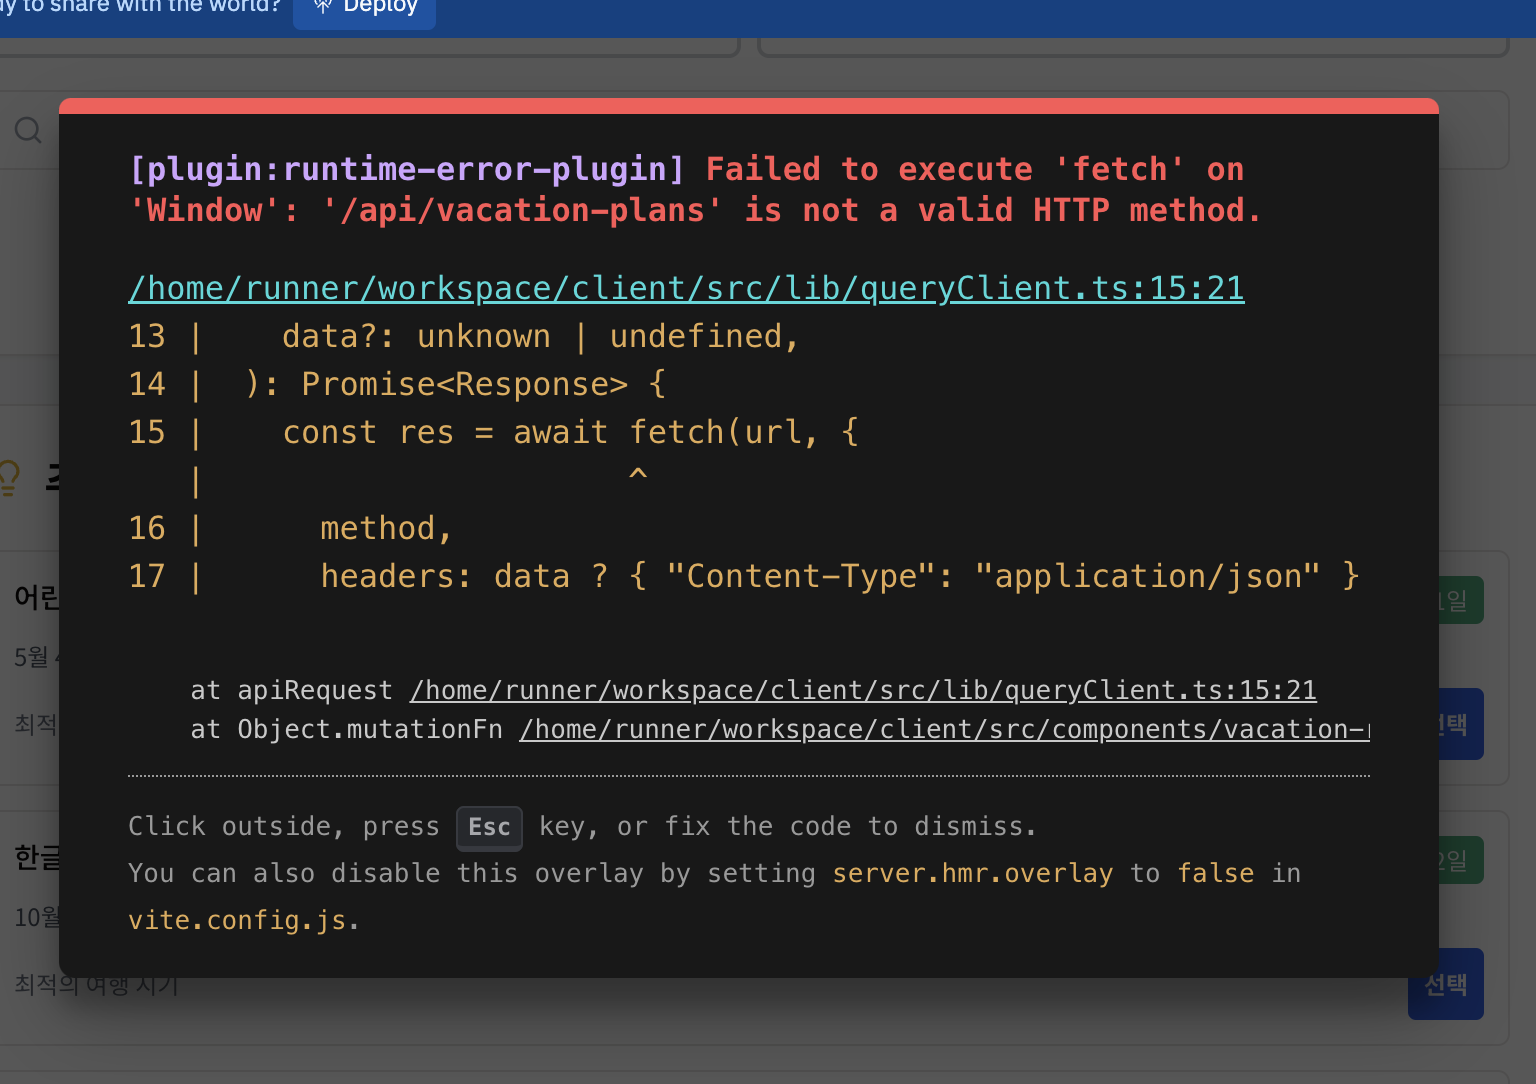 to share with the world?
Deploy
[plugin:runtime-error-plugin] Failed to execute 'fetch' on
'Window': '/api/vacation-plans' is not a valid HTTP method.
/home/runner/workspace/client/src/lib/queryClient.ts:15:21
13 |    data?: unknown | undefined,
14 |  ): Promise<Response> {
15 |    const res = await fetch(url, {
   |                      ^
16 |      method,
17 |      headers: data ? { "Content-Type": "application/json" }
at apiRequest /home/runner/workspace/client/src/lib/queryClient.ts:15:21
at Object.mutationFn /home/runner/workspace/client/src/components/vacation-
Click outside, press Esc key, or fix the code to dismiss.
You can also disable this overlay by setting server.hmr.overlay to false in
vite.config.js.
어린
1일
5월
최적
선택
한글
2일
10월
최적의 여행 시기
선택